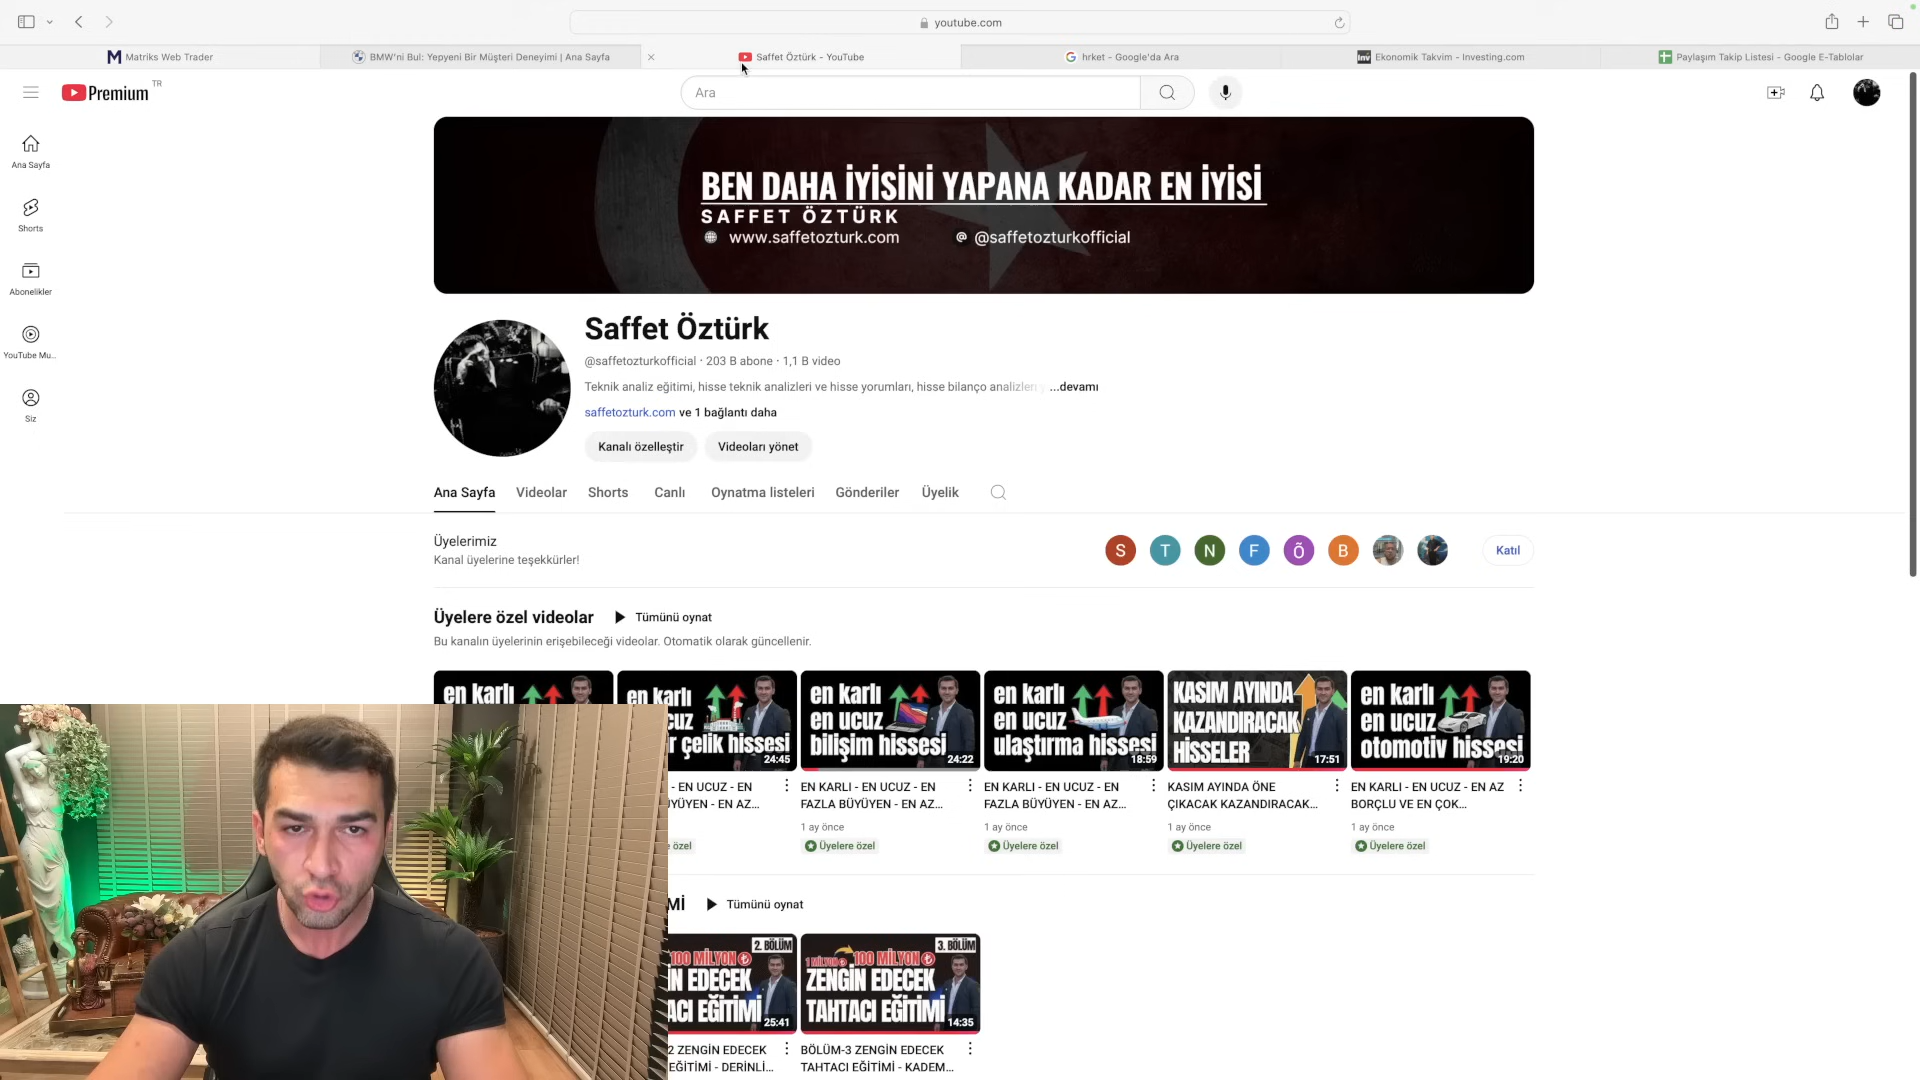 Matriks Web Trader
BMW'ni Bul: Yepyeni Bir Müşteri Deneyimi | Ana Sayfa
Saffet Öztürk - YouTube
hrket - Google'da Ara
Ekonomik Takvim - Investing.com
Paylaşım Takip Listesi - Google E-Tablolar
youtube.com
Premium TR
Ara
Ana Sayfa
Shorts
Abonelikler
YouTube Mu...
Siz
BEN DAHA İYİSİNİ YAPANA KADAR EN İYİSİ
SAFFET ÖZTÜRK
www.saffetozturk.com @saffetozturkofficial
Saffet Öztürk
@saffetozturkofficial · 203 B abone · 1,1 B video
Teknik analiz eğitimi, hisse teknik analizleri ve hisse yorumları, hisse bilanço analizleri y ...devamı
saffetozturk.com ve 1 bağlantı daha
Kanalı özelleştir
Videoları yönet
Ana Sayfa Videolar Shorts Canlı Oynatma listeleri Gönderiler Üyelik
Üyelerimiz
Kanal üyelerine teşekkürler!
S T N F Õ B
Katıl
Üyelere özel videolar
Tümünü oynat
Bu kanalın üyelerinin erişebileceği videolar. Otomatik olarak güncellenir.
en karlı
en karlı
cuz
r çelik hissesi
24:45
- EN UCUZ - EN
ÜYÜYEN - EN AZ...
e özel
en karlı
en ucuz
bilişim hissesi
24:22
EN KARLI - EN UCUZ - EN
FAZLA BÜYÜYEN - EN AZ...
1 ay önce
Üyelere özel
en karlı
en ucuz
ulaştırma hissesi
18:59
EN KARLI - EN UCUZ - EN
FAZLA BÜYÜYEN - EN AZ...
1 ay önce
Üyelere özel
KASIM AYINDA
KAZANDIRACAK
HİSSELER
17:51
KASIM AYINDA ÖNE
ÇIKACAK KAZANDIRACAK...
1 ay önce
Üyelere özel
en karlı
en ucuz
otomotiv hissesi
19:20
EN KARLI - EN UCUZ - EN AZ
BORÇLU VE EN ÇOK...
1 ay önce
Üyelere özel
Mİ
Tümünü oynat
2. BÖLÜM
100 MİLYON ₺
İN EDECEK
ACI EĞİTİMİ
25:41
2 ZENGİN EDECEK
EĞİTİMİ - DERİNLİ...
3. BÖLÜM
1 MİLYON ₺ 100 MİLYON ₺
ZENGİN EDECEK
TAHTACI EĞİTİMİ
14:35
BÖLÜM-3 ZENGİN EDECEK
TAHTACI EĞİTİMİ - KADEM...